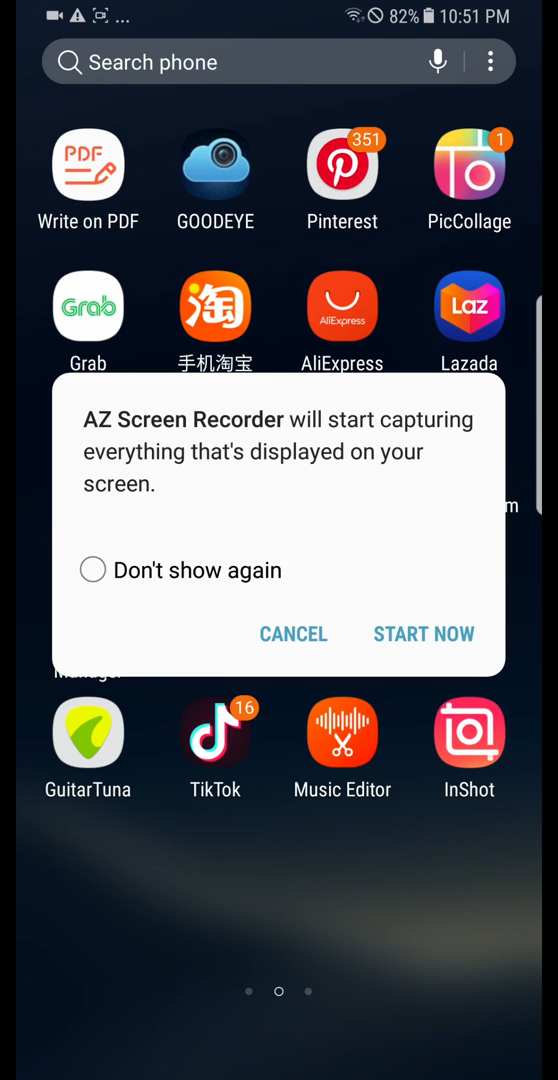 82% 10:51 PM
Search phone
351
1
PDF
Write on PDF
GOODEYE
Pinterest
PicCollage
Grab
淘
AliExpress
Laz
Grab
手机淘宝
AliExpress
Lazada
AZ Screen Recorder will start capturing
everything that's displayed on your
screen.
m
Don't show again
CANCEL
START NOW
Manager
16
GuitarTuna
TikTok
Music Editor
InShot